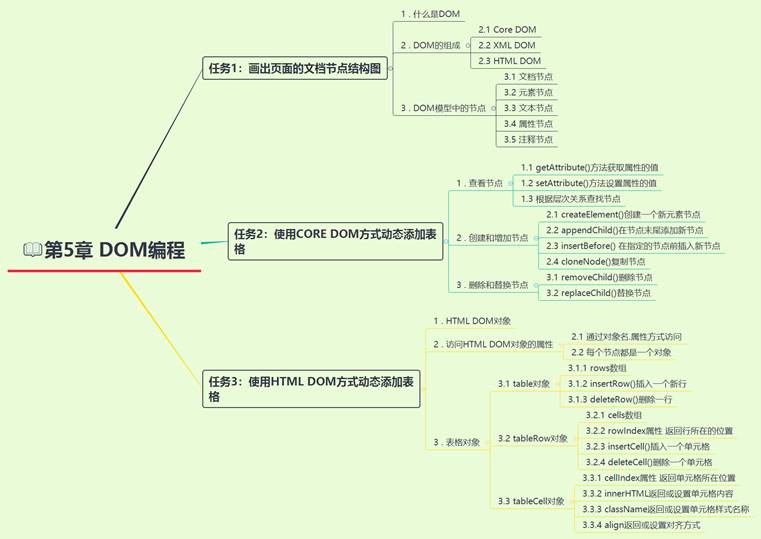 第5章 DOM编程
任务1：画出页面的文档节点结构图
1 . 什么是DOM
2 . DOM的组成
2.1 Core DOM
2.2 XML DOM
2.3 HTML DOM
3 . DOM模型中的节点
3.1 文档节点
3.2 元素节点
3.3 文本节点
3.4 属性节点
3.5 注释节点
任务2：使用CORE DOM方式动态添加表
格
1 . 查看节点
1.1 getAttribute()方法获取属性的值
1.2 setAttribute()方法设置属性的值
1.3 根据层次关系查找节点
2 . 创建和增加节点
2.1 createElement()创建一个新元素节点
2.2 appendChild()在节点末尾添加新节点
2.3 insertBefore() 在指定的节点前插入新节点
2.4 cloneNode()复制节点
3 . 删除和替换节点
3.1 removeChild()删除节点
3.2 replaceChild()替换节点
任务3：使用HTML DOM方式动态添加表
格
1 . HTML DOM对象
2 . 访问HTML DOM对象的属性
2.1 通过对象名.属性方式访问
2.2 每个节点都是一个对象
3 . 表格对象
3.1 table对象
3.1.1 rows数组
3.1.2 insertRow()插入一个新行
3.1.3 deleteRow()删除一行
3.2 tableRow对象
3.2.1 cells数组
3.2.2 rowIndex属性 返回行所在的位置
3.2.3 insertCell()插入一个单元格
3.2.4 deleteCell()删除一个单元格
3.3 tableCell对象
3.3.1 cellIndex属性 返回单元格所在位置
3.3.2 innerHTML返回或设置单元格内容
3.3.3 className返回或设置单元格样式名称
3.3.4 align返回或设置对齐方式